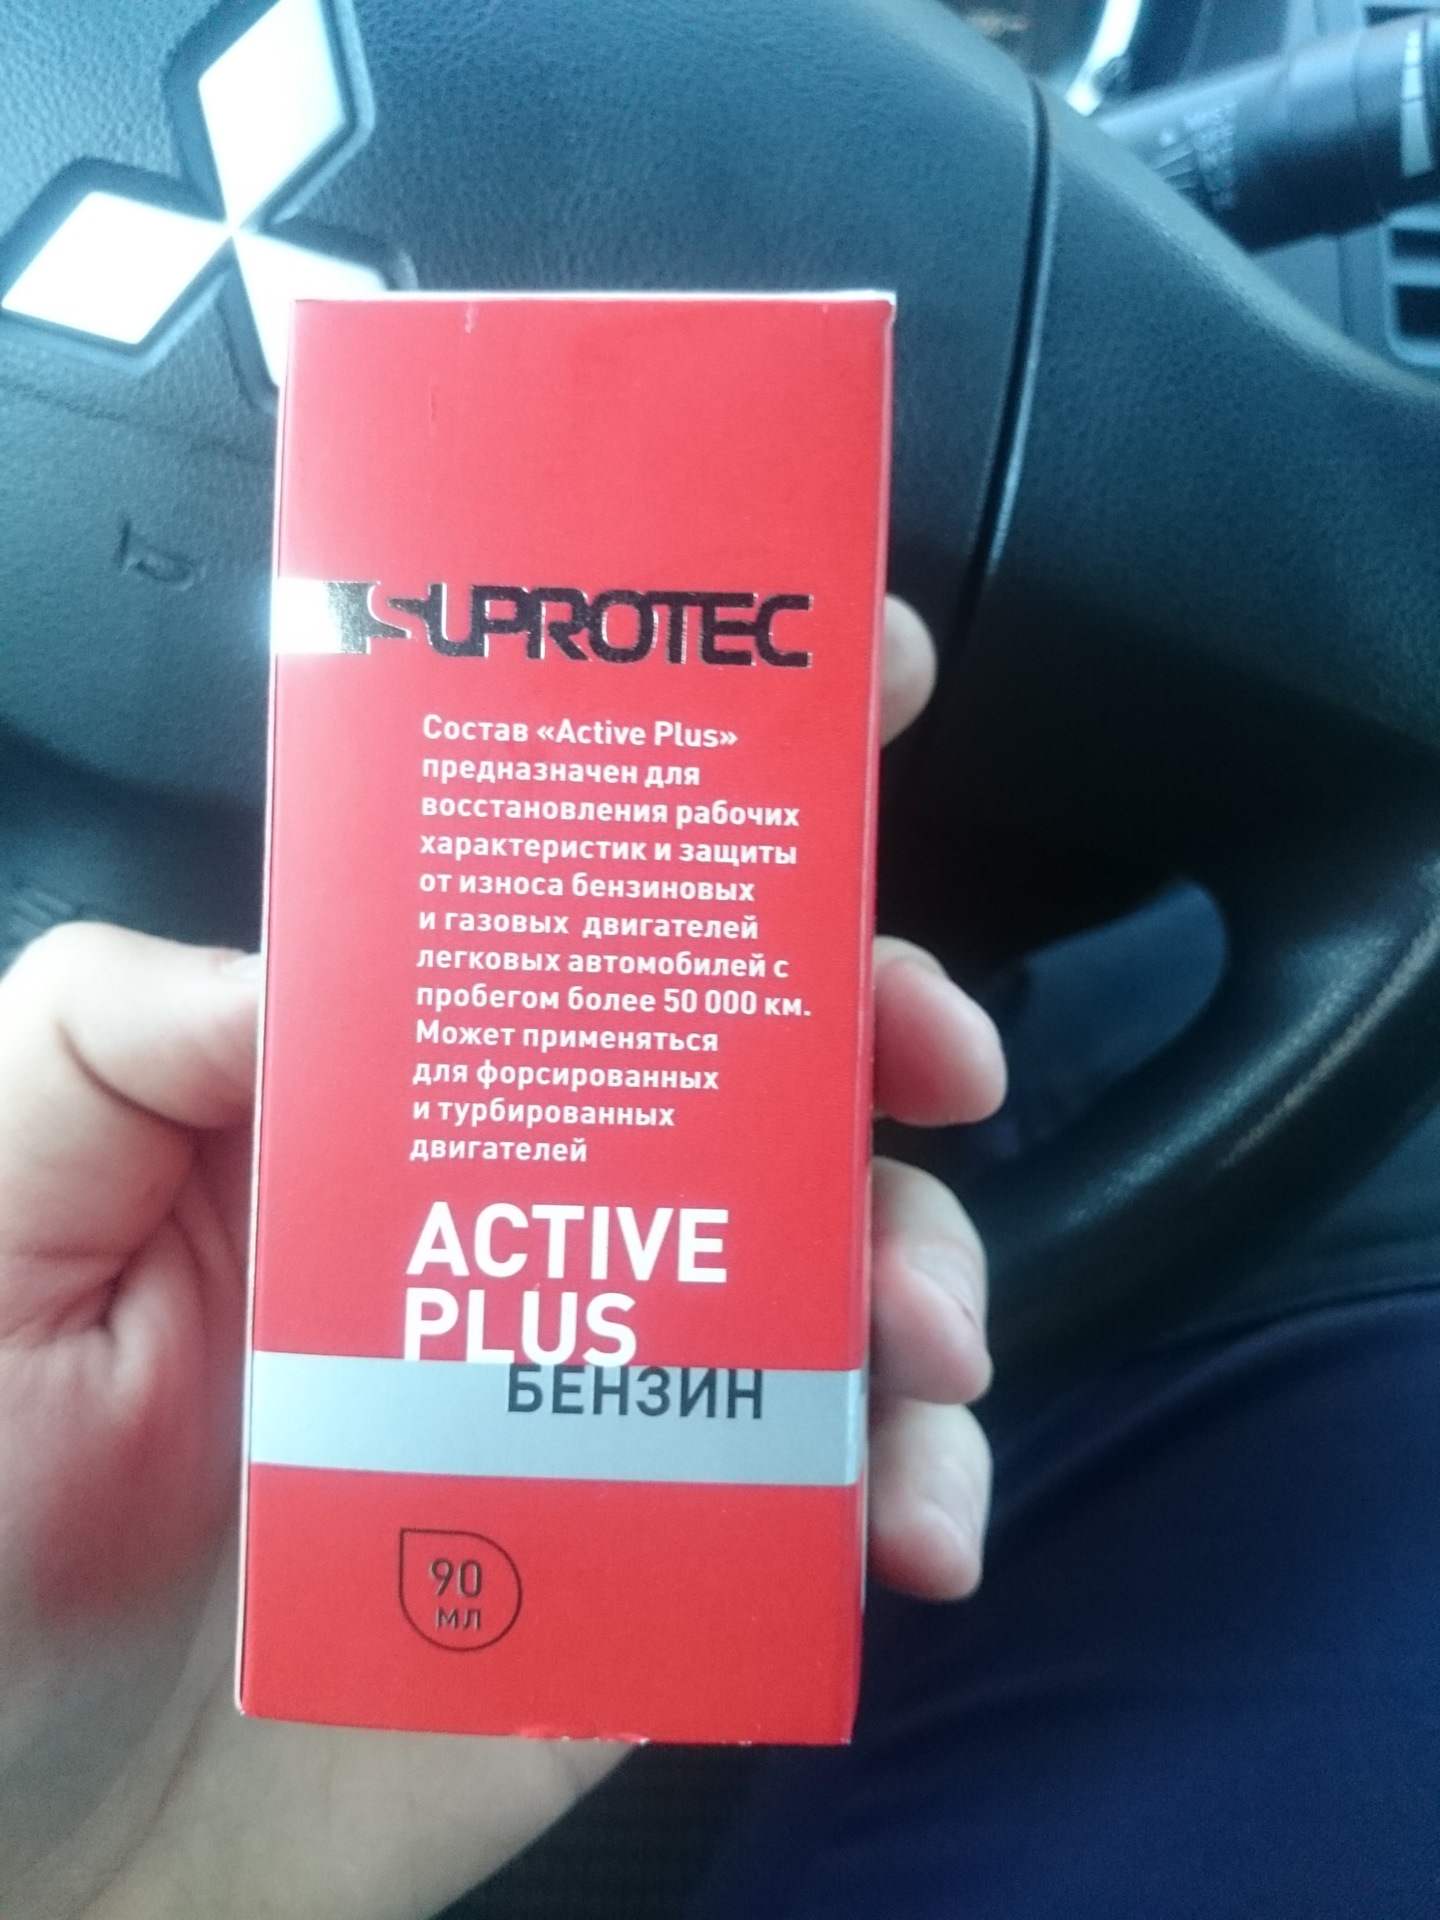 SUPROTEC
Состав «Active Plus»
предназначен для
восстановления рабочих
характеристик и защиты
от износа бензиновых
и газовых двигателей
легковых автомобилей с
пробегом более 50 000 км.
Может применяться
для форсированных
и турбированных
двигателей
ACTIVE
PLUS
БЕНЗИН
90
мл